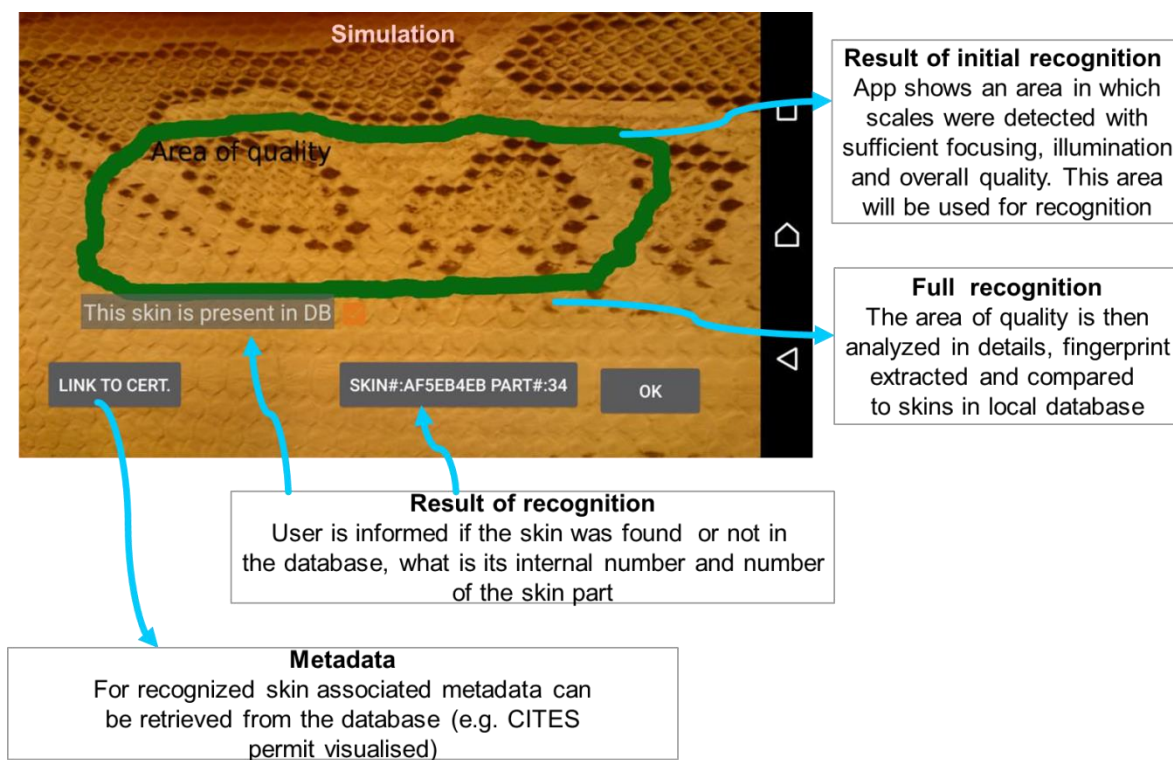 Simulation
Area of quality
This skin is present in DB
LINK TO CERT.
SKIN#:AF5EB4EB PART#:34
OK
Result of initial recognition
App shows an area in which
scales were detected with
sufficient focusing, illumination
and overall quality. This area
will be used for recognition
Full recognition
The area of quality is then
analyzed in details, fingerprint
extracted and compared
to skins in local database
Result of recognition
User is informed if the skin was found or not in
the database, what is its internal number and number
of the skin part
Metadata
For recognized skin associated metadata can
be retrieved from the database (e.g. CITES
permit visualised)